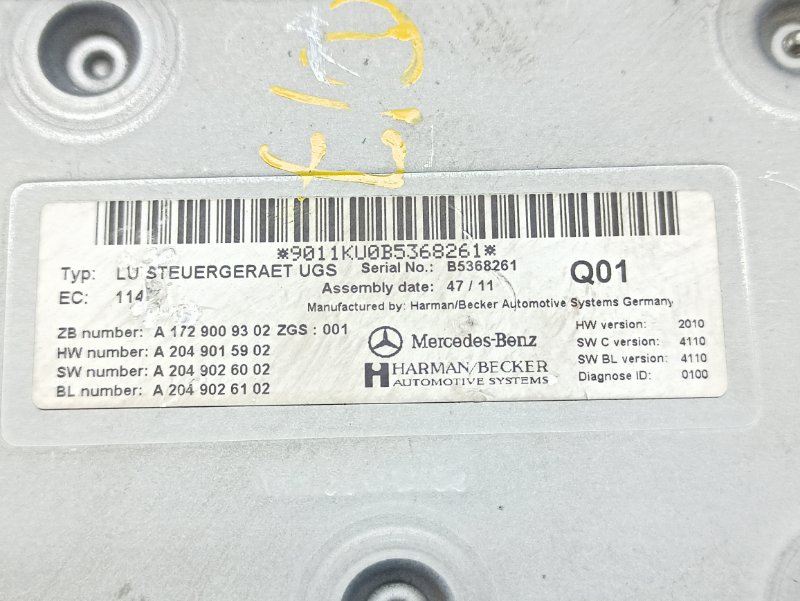 *9011KU0B5368261*
Typ: LU STEUERGERAET UGS Serial No.: B5368261 Q01
EC: 114 Assembly date: 47 / 11
Manufactured by: Harman/Becker Automotive Systems Germany
ZB number: A 172 900 93 02 ZGS : 001
HW number: A 204 901 59 02
SW number: A 204 902 60 02
BL number: A 204 902 61 02
Mercedes-Benz
HARMAN/BECKER
AUTOMOTIVE SYSTEMS
HW version: 2010
SW C version: 4110
SW BL version: 4110
Diagnose ID: 0100